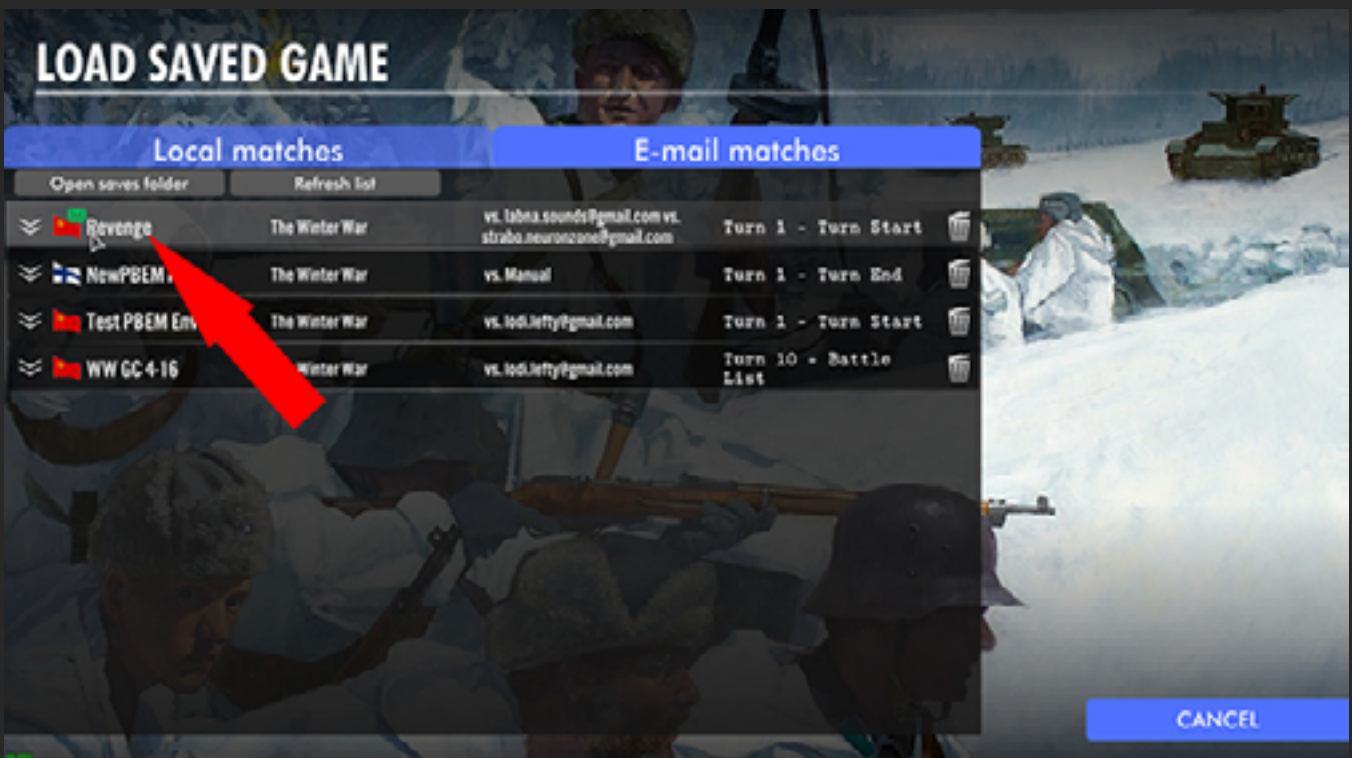 LOAD SAVED GAME
Local matches
E-mail matches
Open saves folder
Refresh list
Revenge
The Winter War
vs. labna.sounds@gmail.com vs.
strabo.neuronzone@gmail.com
Turn 1 - Turn Start
NewPBEM
The Winter War
vs. Manual
Turn 1 - Turn End
Test PBEM
The Winter War
vs. lodi.lefty@gmail.com
Turn 1 - Turn Start
WW GC 4-16
Winter War
vs. lodi.lefty@gmail.com
Turn 10 - Battle
List
CANCEL